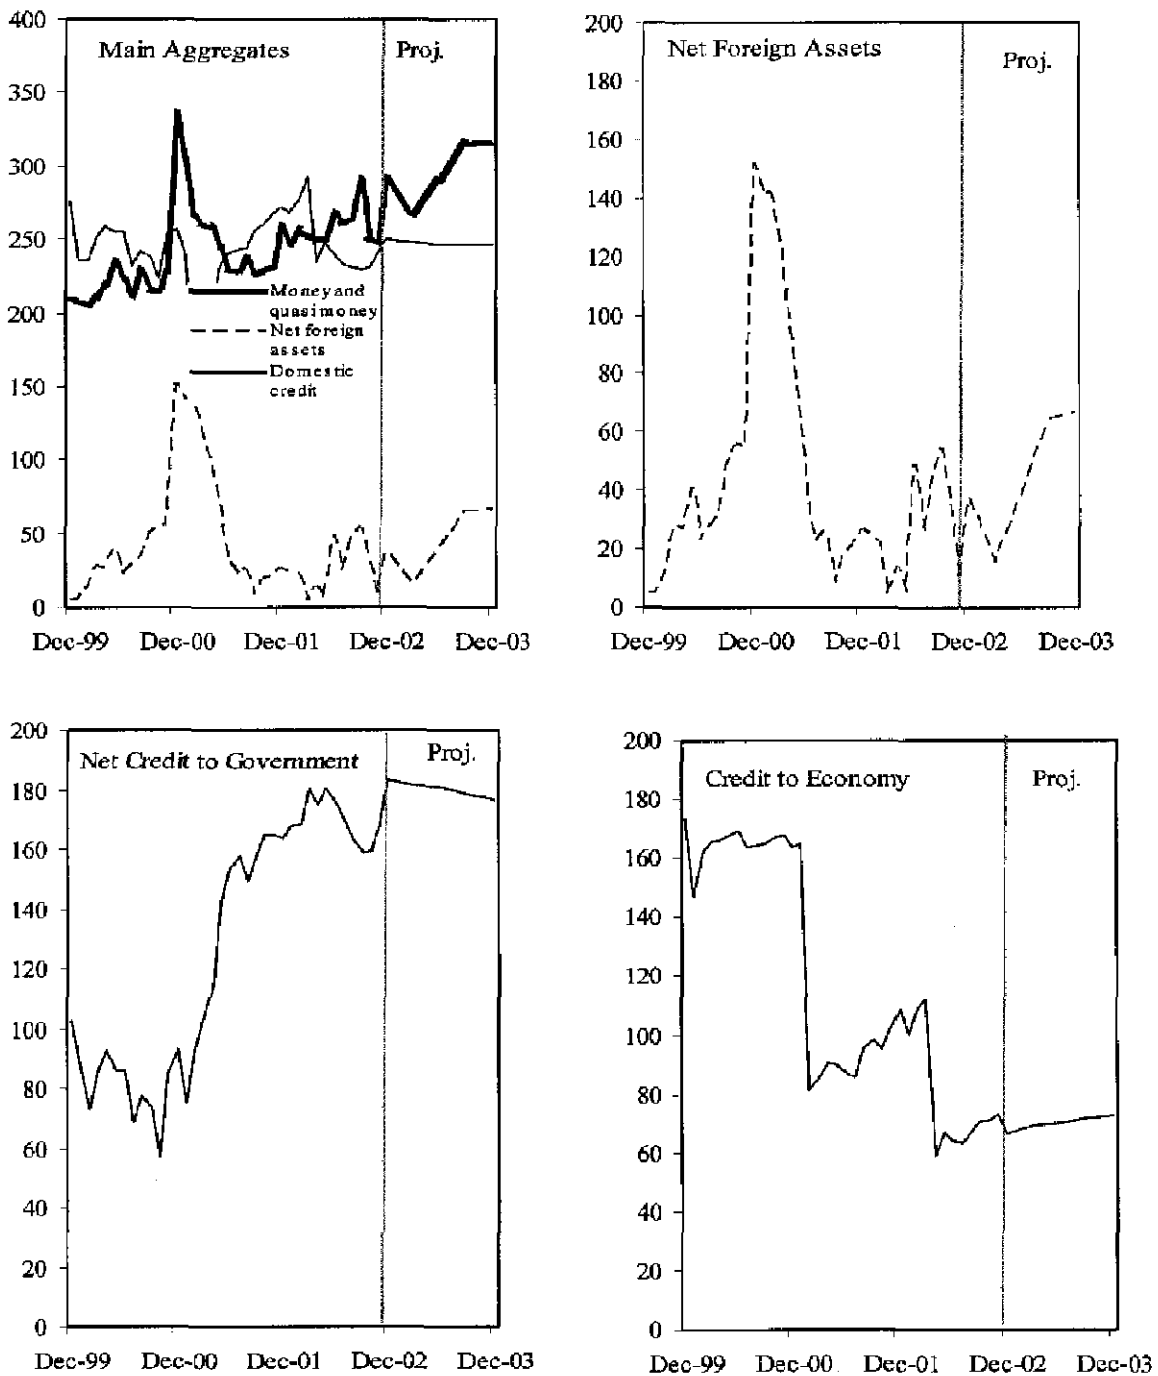 400
350
300
250
200
150
100
50
0
Main Aggregates
Proj.
Money and
quasimoney
Net foreign
assets
Domestic
credit
Dec-99 Dec-00 Dec-01 Dec-02 Dec-03
200
180
160
140
120
100
80
60
40
20
0
Net Foreign Assets
Proj.
Dec-99 Dec-00 Dec-01 Dec-02 Dec-03
200
180
160
140
120
100
80
60
40
20
0
Net Credit to Government
Proj.
Dec-99 Dec-00 Dec-01 Dec-02 Dec-03
200
180
160
140
120
100
80
60
40
20
0
Credit to Economy
Proj.
Dec-99 Dec-00 Dec-01 Dec-02 Dec-03